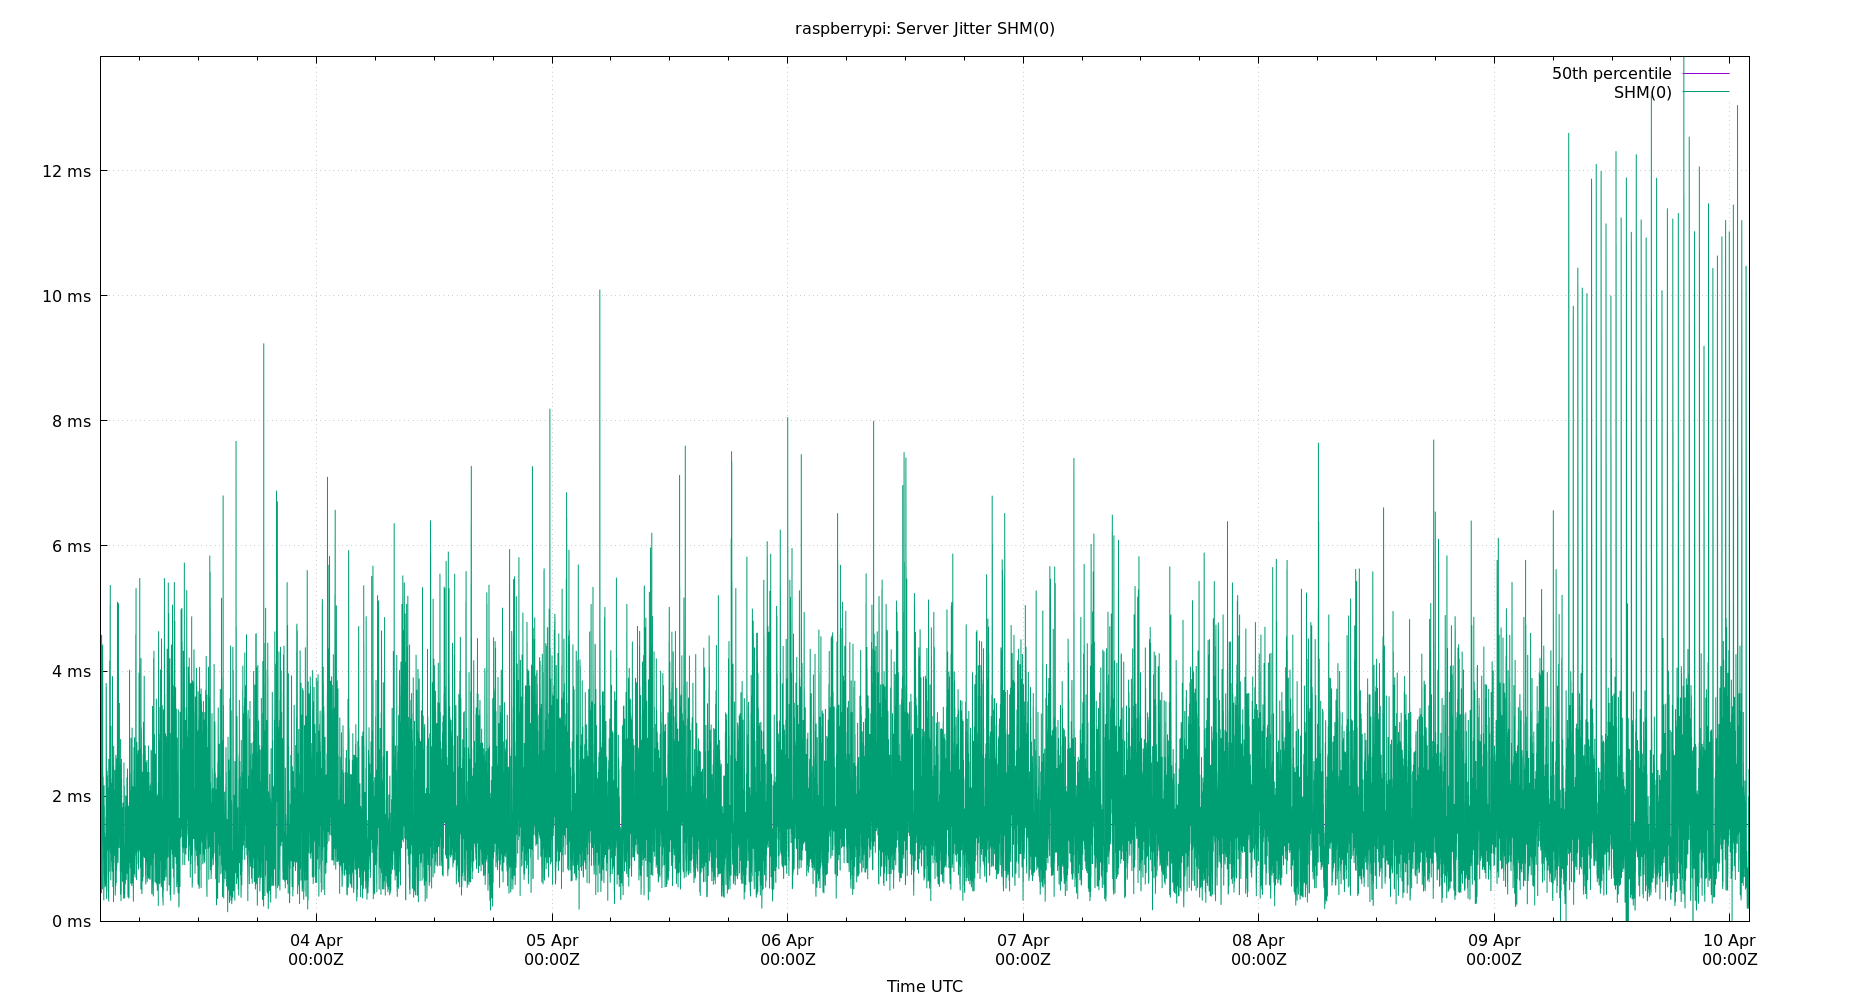 raspberrypi: Server Jitter SHM(0)
50th percentile
SHM(0)
12 ms
10 ms
8 ms
6 ms
4 ms
2 ms
0 ms
04 Apr
00:00Z
05 Apr
00:00Z
06 Apr
00:00Z
07 Apr
00:00Z
08 Apr
00:00Z
09 Apr
00:00Z
10 Apr
00:00Z
Time UTC